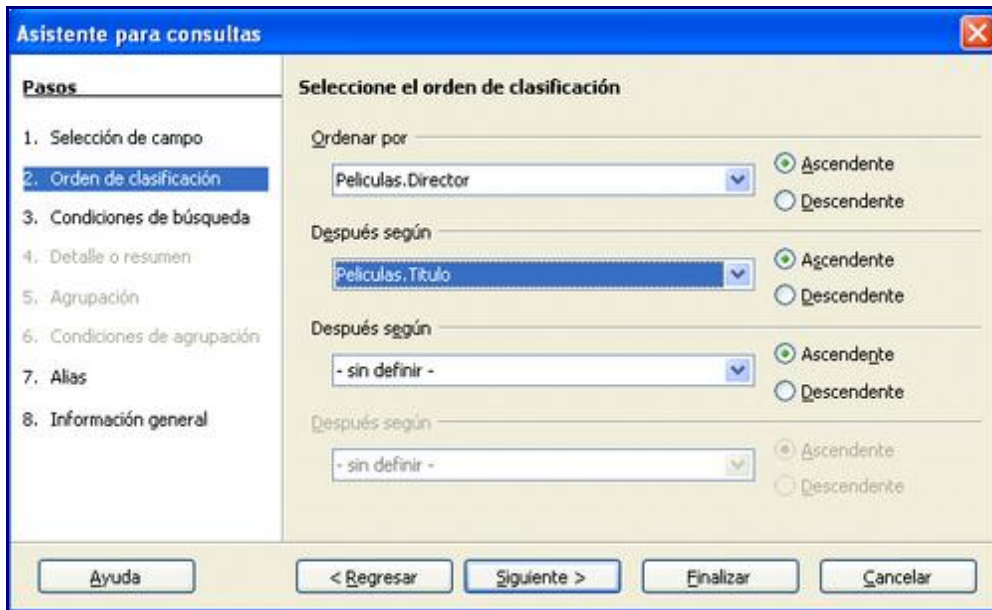 Asistente para consultas
Pasos
1. Selección de campo
2. Orden de clasificación
3. Condiciones de búsqueda
4. Detalle o resumen
5. Agrupación
6. Condiciones de agrupación
7. Alias
8. Información general
Seleccione el orden de clasificación
Ordenar por
Peliculas.Director
Ascendente
Descendente
Después según
Peliculas.Titulo
Ascendente
Descendente
Después según
- sin definir -
Ascendente
Descendente
Después según
- sin definir -
Ascendente
Descendente
Ayuda
< Regresar
Siguiente >
Finalizar
Cancelar